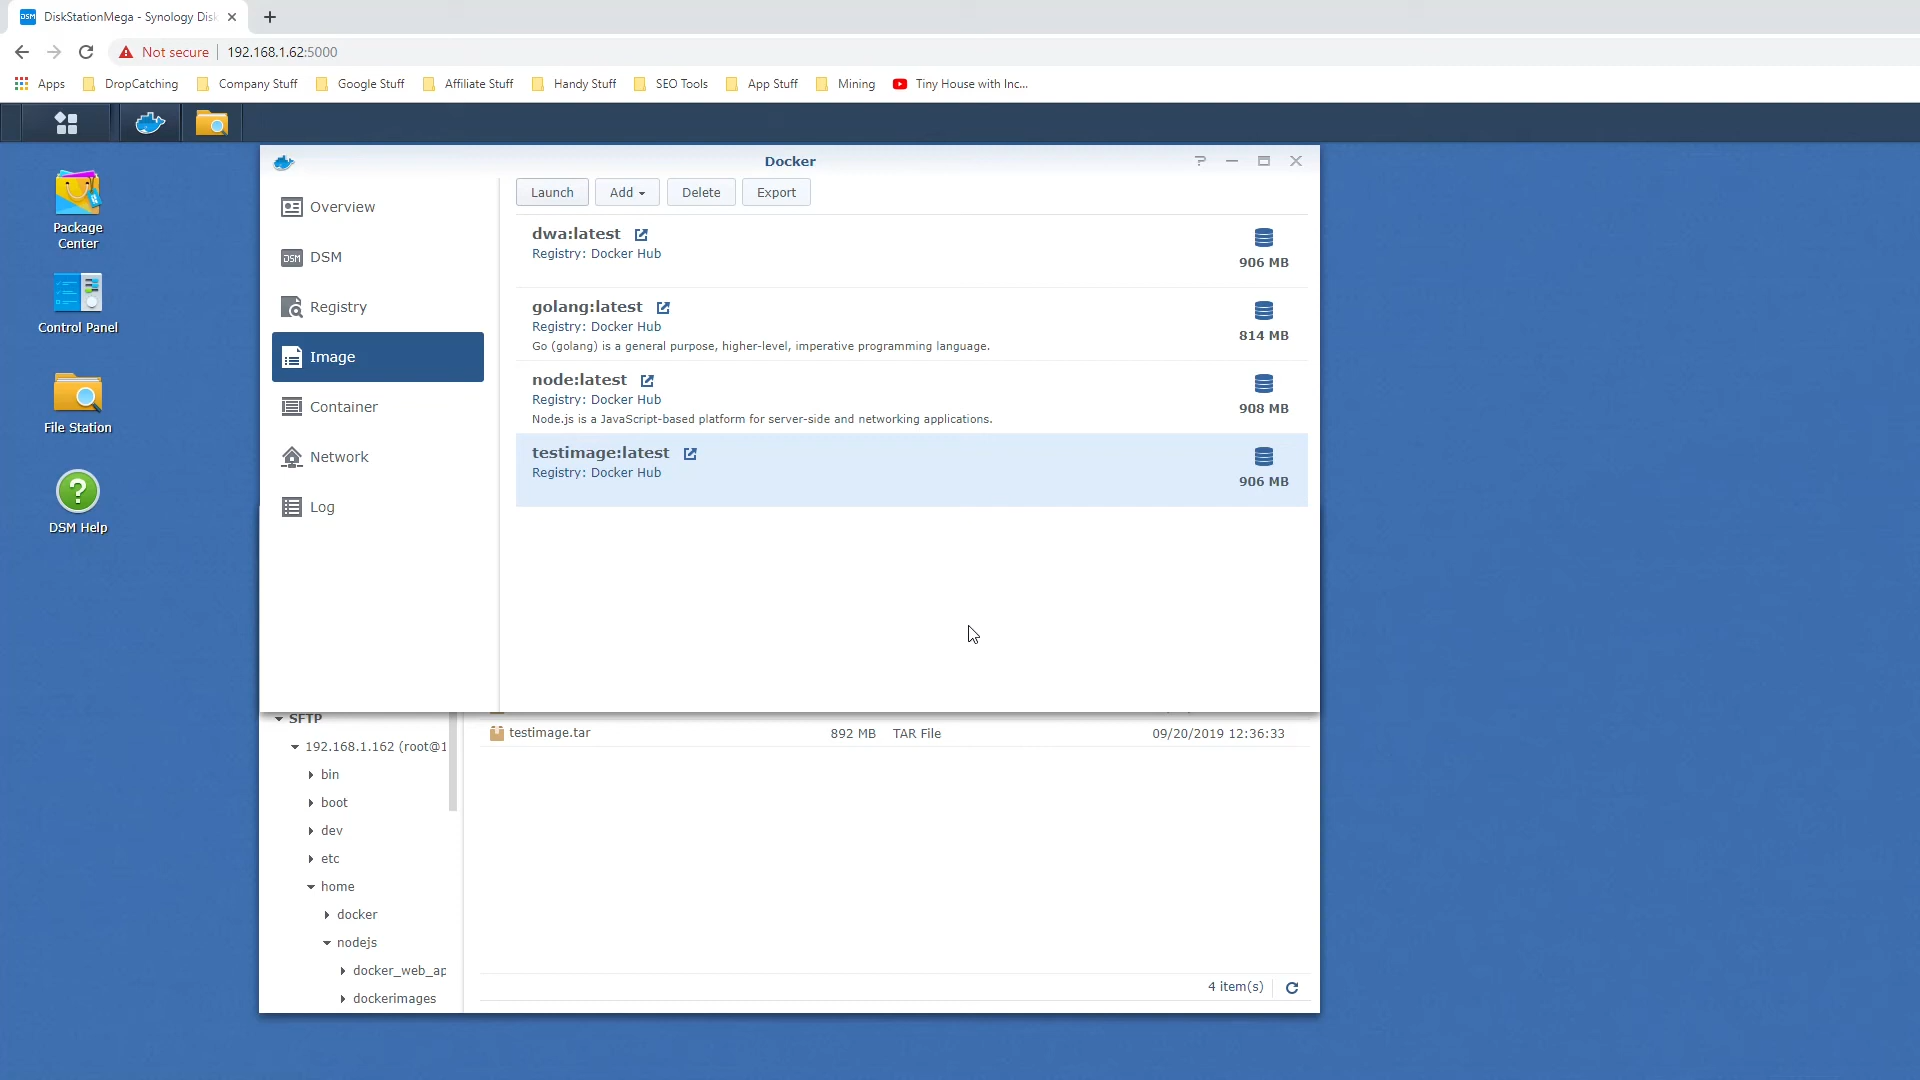 DSM DiskStationMega - Synology Disk
Not secure 192.168.1.62:5000
Apps DropCatching Company Stuff Google Stuff Affiliate Stuff Handy Stuff SEO Tools App Stuff Mining Tiny House with Inc...
Package
Center
Control Panel
File Station
?
DSM Help
Docker
Overview
DSM DSM
Registry
Image
Container
Network
Log
Launch Add Delete Export
dwa:latest
Registry: Docker Hub
906 MB
golang:latest
Registry: Docker Hub
Go (golang) is a general purpose, higher-level, imperative programming language.
814 MB
node:latest
Registry: Docker Hub
Node.js is a JavaScript-based platform for server-side and networking applications.
908 MB
testimage:latest
Registry: Docker Hub
906 MB
SFTP
192.168.1.162 (root@1
bin
boot
dev
etc
home
docker
nodejs
docker_web_ap
dockerimages
testimage.tar 892 MB TAR File 09/20/2019 12:36:33
4 item(s)